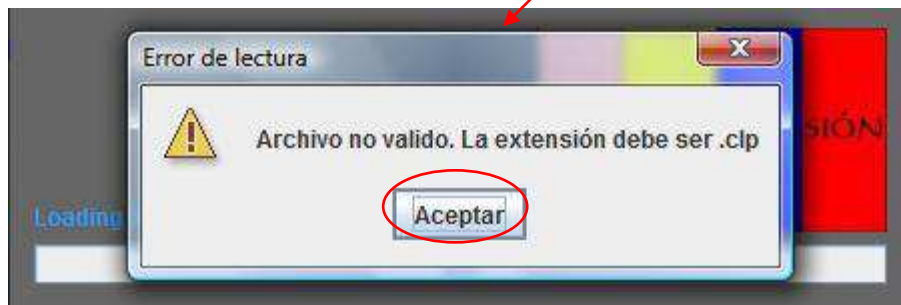 Error de lectura
Archivo no valido. La extensión debe ser .clp
SIÓN
Aceptar
Loading